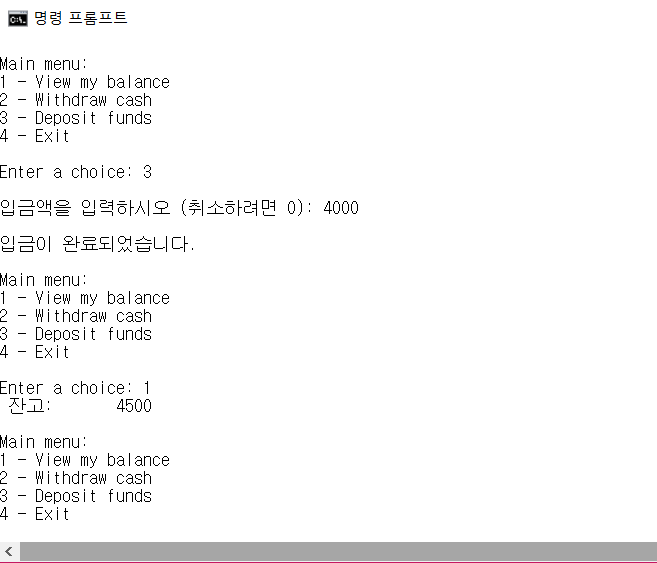 명령 프롬프트
Main menu:
1 - View my balance
2 - Withdraw cash
3 - Deposit funds
4 - Exit
Enter a choice: 3
입금액을 입력하시오 (취소하려면 0): 4000
입금이 완료되었습니다.
Main menu:
1 - View my balance
2 - Withdraw cash
3 - Deposit funds
4 - Exit
Enter a choice: 1
잔고: 4500
Main menu:
1 - View my balance
2 - Withdraw cash
3 - Deposit funds
4 - Exit